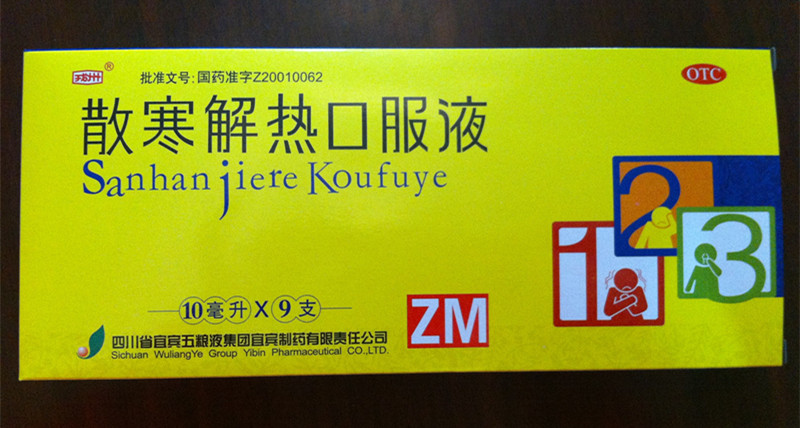 ®
批准文号:国药准字Z20010062
OTC
散寒解热口服液
Sanhan jiere Koufuye
1
2
3
10毫升X9支
ZM
四川省宜宾五粮液集团宜宾制药有限责任公司
Sichuan WuliangYe Group Yibin Pharmaceutical CO.,LTD.